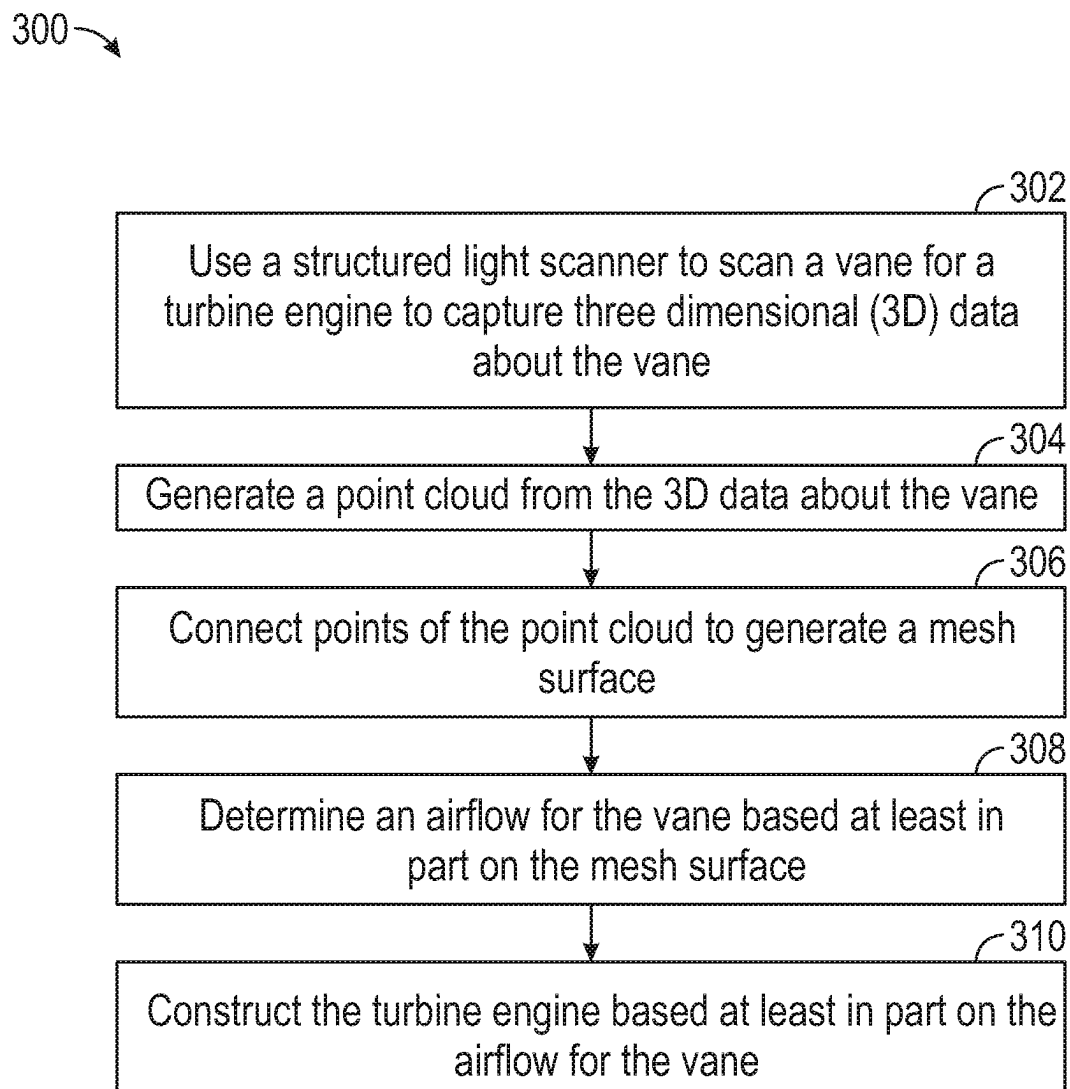 300
302
Use a structured light scanner to scan a vane for a
turbine engine to capture three dimensional (3D) data
about the vane
304
Generate a point cloud from the 3D data about the vane
306
Connect points of the point cloud to generate a mesh
surface
308
Determine an airflow for the vane based at least in
part on the mesh surface
310
Construct the turbine engine based at least in part on the
airflow for the vane